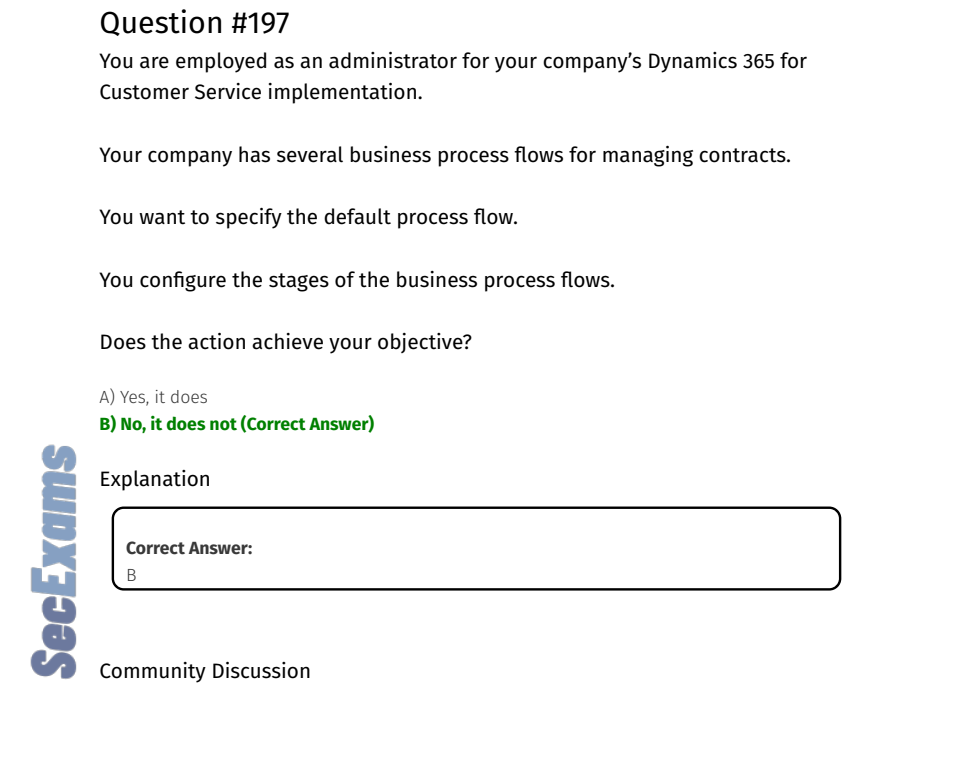 Question #197
You are employed as an administrator for your company’s Dynamics 365 for
Customer Service implementation.
Your company has several business process flows for managing contracts.
You want to specify the default process flow.
You configure the stages of the business process flows.
Does the action achieve your objective?
A) Yes, it does
B) No, it does not (Correct Answer)
Explanation
Correct Answer:
B
Community Discussion
SecExams